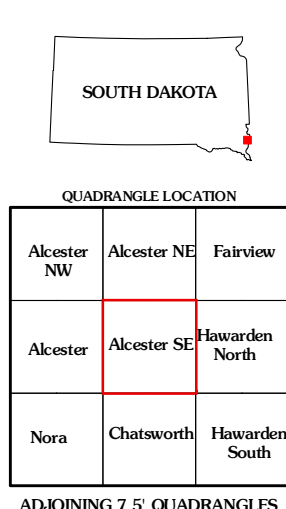 SOUTH DAKOTA
QUADRANGLE LOCATION
Alcester NW
Alcester NE
Fairview
Alcester
Alcester SE
Hawarden North
Nora
Chatsworth
Hawarden South
ADJOINING 7.5' QUADRANGLES